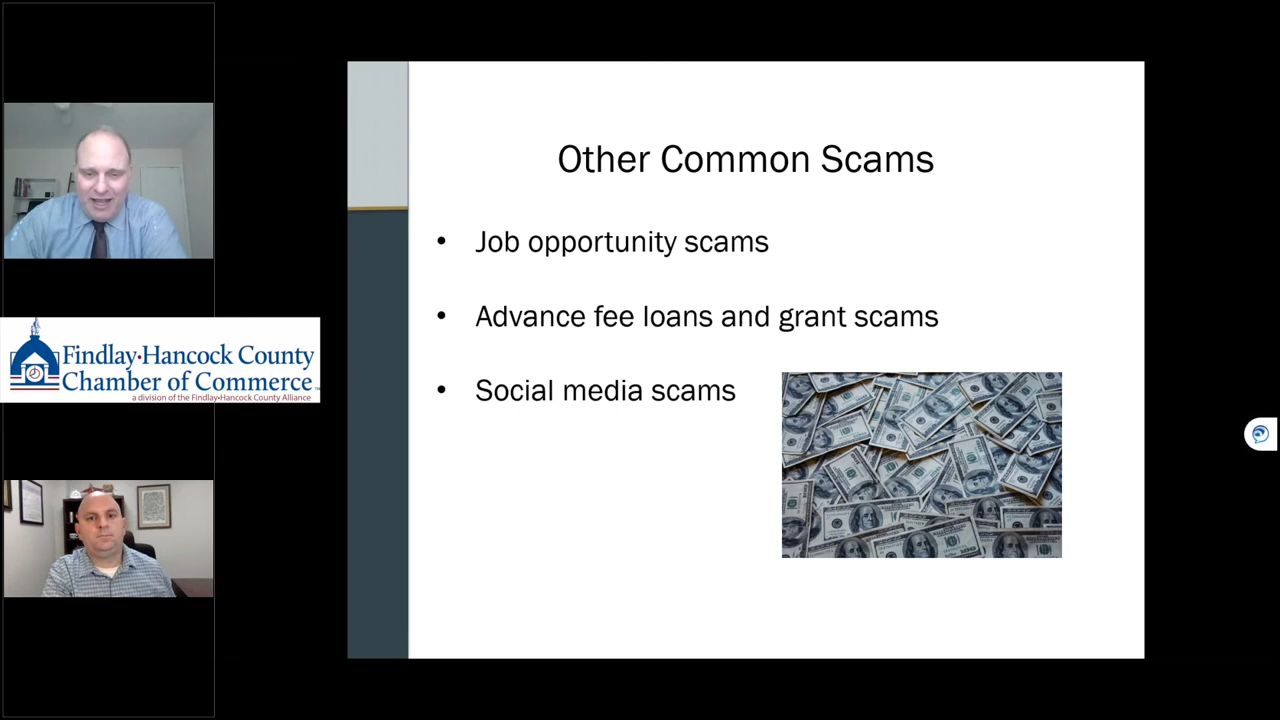 Other Common Scams
• Job opportunity scams
• Advance fee loans and grant scams
• Social media scams
Findlay•Hancock County
Chamber of Commerce
a division of the Findlay•Hancock County Alliance